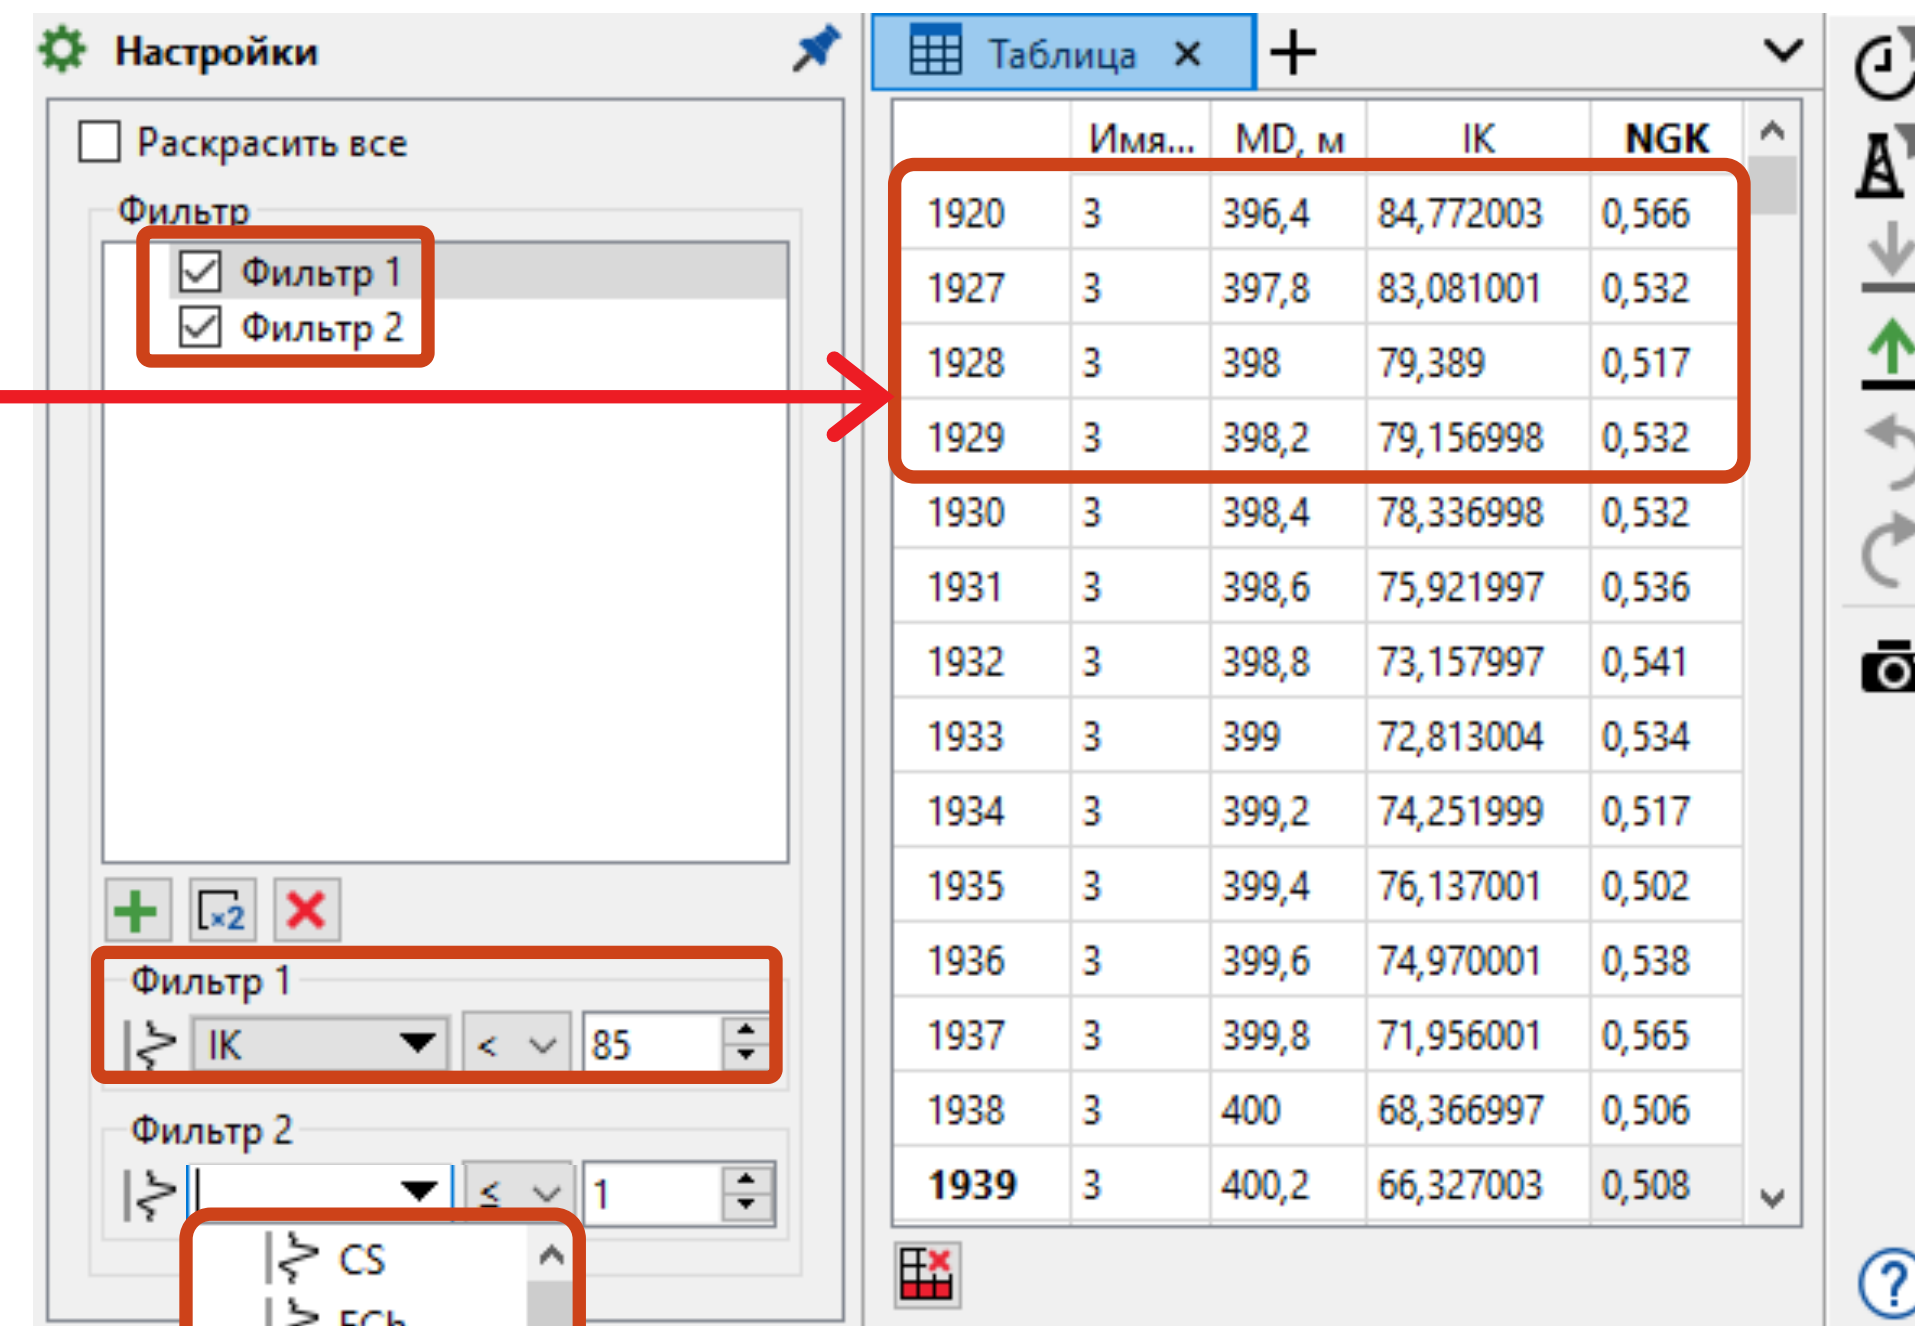 Настройки
Раскрасить все
Фильтр
Фильтр 1
Фильтр 2
×2
Фильтр 1
IK < 85
Фильтр 2
≤ 1
CS
Таблица ×
Имя... MD, м IK NGK
1920 3 396,4 84,772003 0,566
1927 3 397,8 83,081001 0,532
1928 3 398 79,389 0,517
1929 3 398,2 79,156998 0,532
1930 3 398,4 78,336998 0,532
1931 3 398,6 75,921997 0,536
1932 3 398,8 73,157997 0,541
1933 3 399 72,813004 0,534
1934 3 399,2 74,251999 0,517
1935 3 399,4 76,137001 0,502
1936 3 399,6 74,970001 0,538
1937 3 399,8 71,956001 0,565
1938 3 400 68,366997 0,506
1939 3 400,2 66,327003 0,508